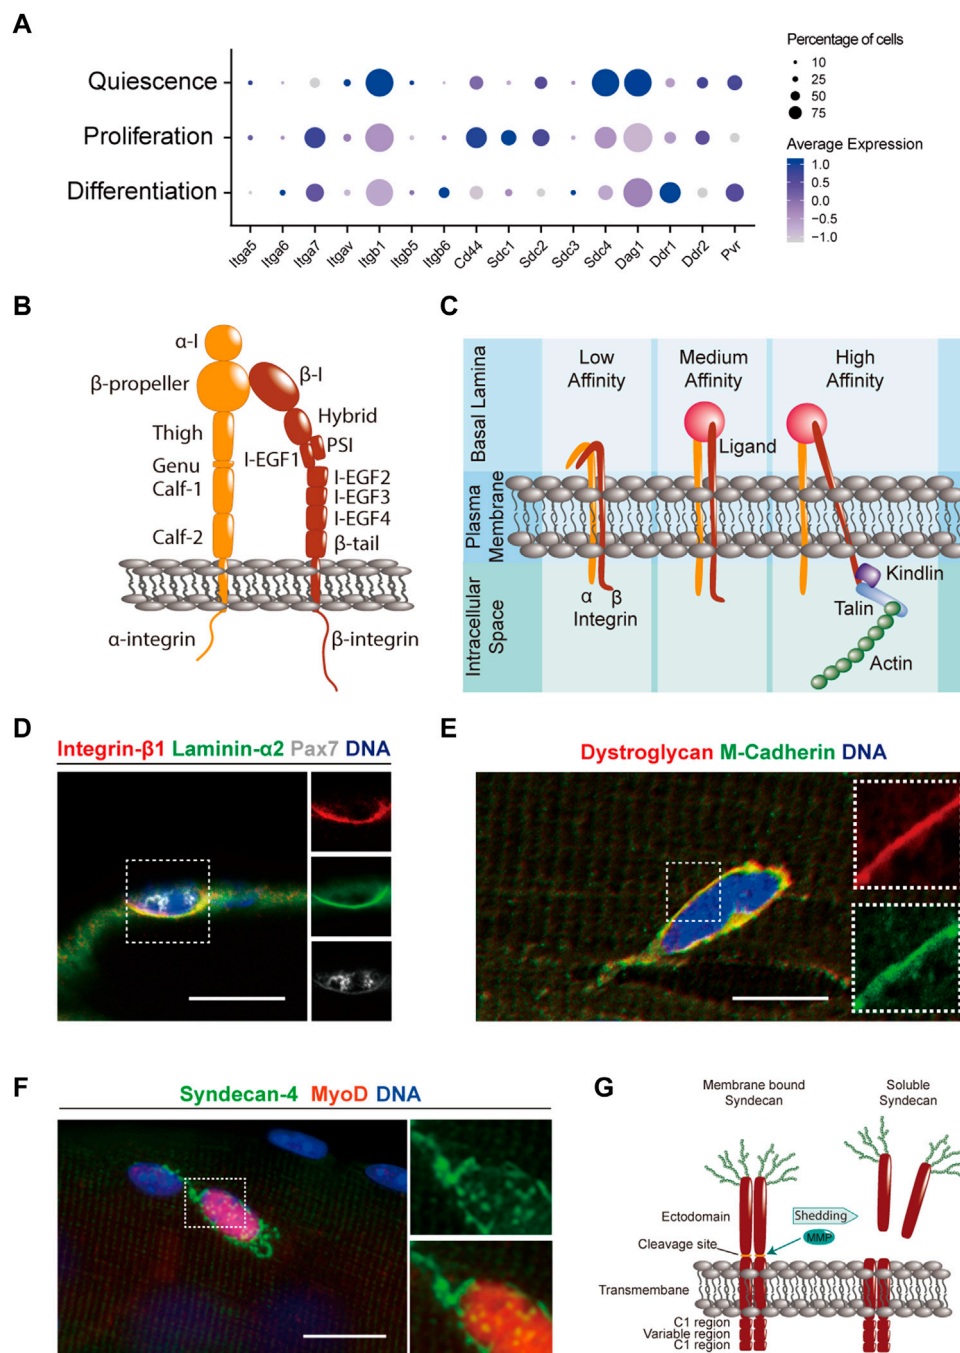 A
Quiescence
Proliferation
Differentiation
Itga5 Itga6 Itga7 Itgav Itgb1 Itgb5 Itgb6 Cd44 Sdc1 Sdc2 Sdc3 Sdc4 Dag1 Ddr1 Ddr2 Pvr
Percentage of cells
10
25
50
75
Average Expression
1.0
0.5
0.0
−0.5
−1.0
B
α-I
β-propeller
β-I
Hybrid
Thigh
PSI
I-EGF1
Genu
Calf-1
I-EGF2
I-EGF3
I-EGF4
Calf-2
β-tail
α-integrin
β-integrin
C
Basal Lamina
Plasma
Membrane
Intracellular
Space
Low
Affinity
Medium
Affinity
High
Affinity
Ligand
α β
Integrin
Kindlin
Talin
Actin
D
Integrin-β1 Laminin-α2 Pax7 DNA
E
Dystroglycan M-Cadherin DNA
F
Syndecan-4 MyoD DNA
G
Membrane bound
Syndecan
Soluble
Syndecan
Ectodomain
Shedding
Cleavage site
MMP
Transmembrane
C1 region
Variable region
C1 region